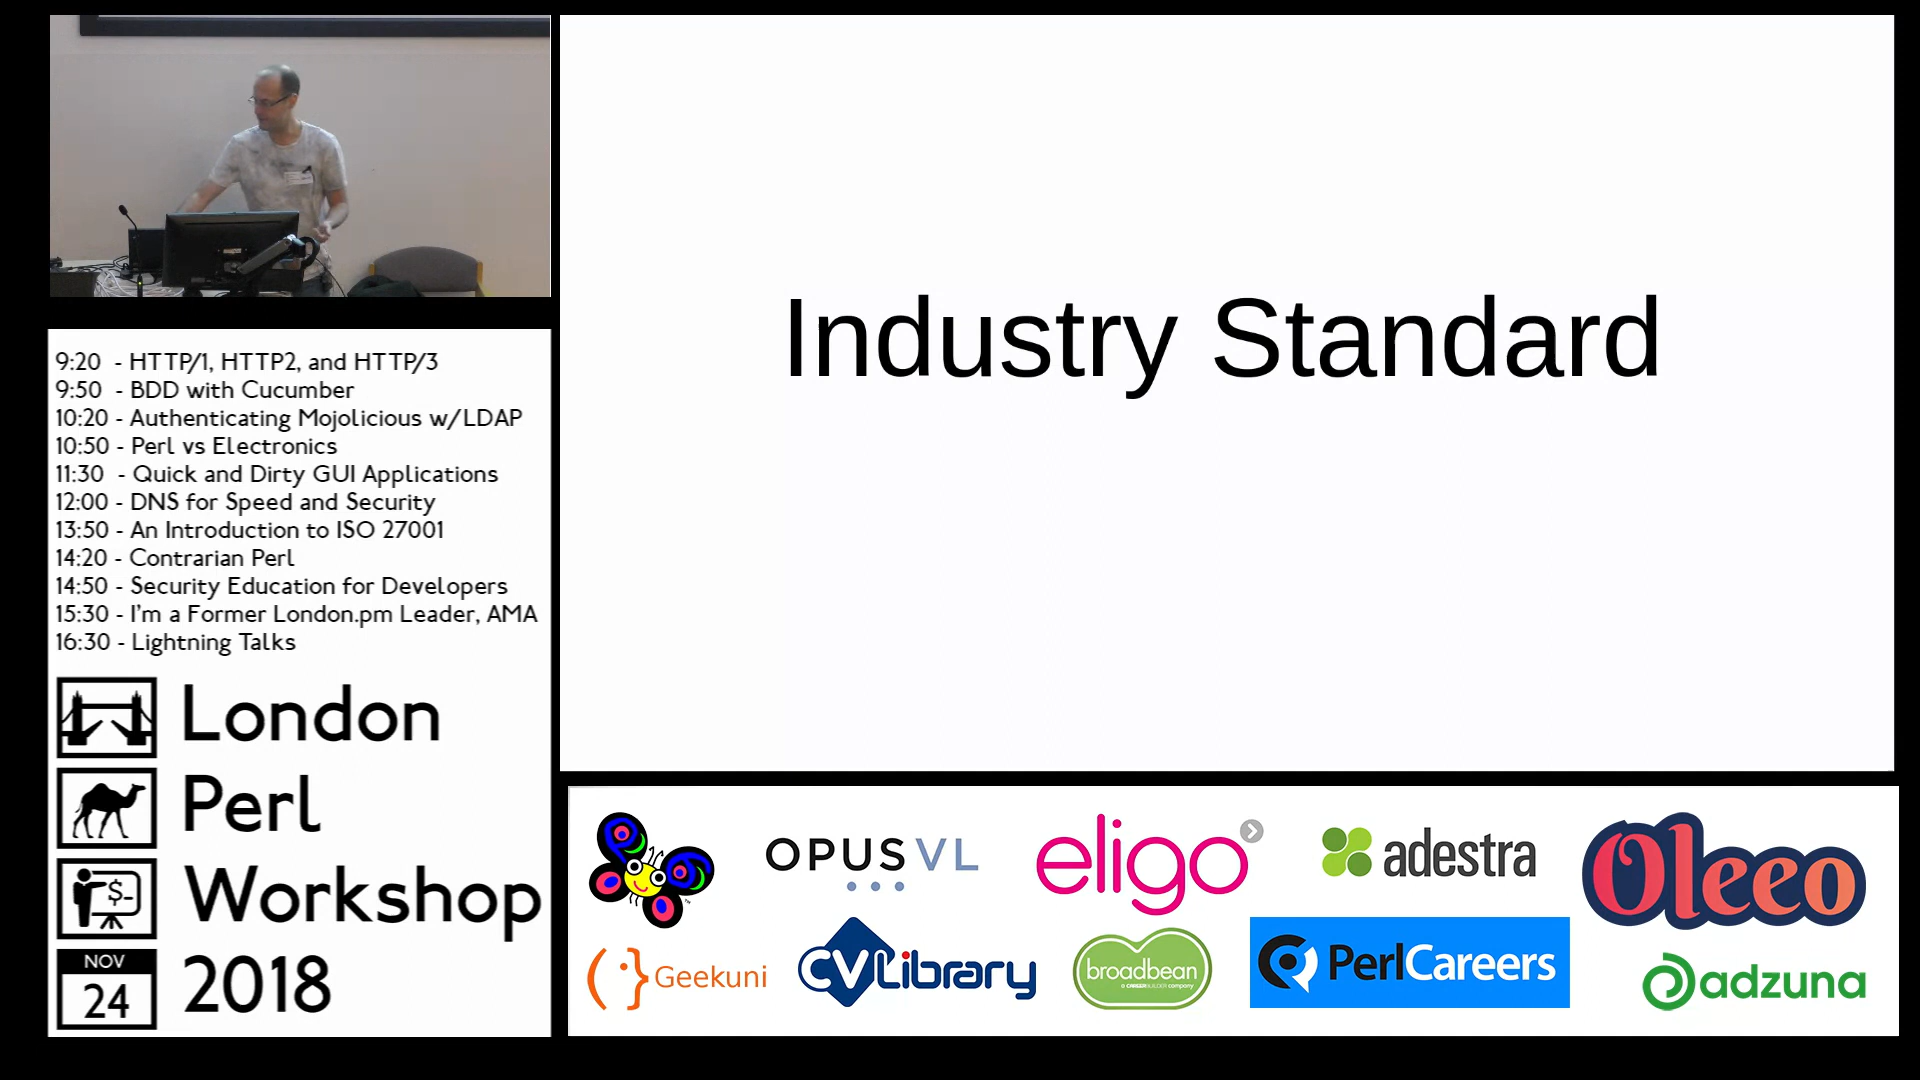 Industry Standard
9:20 - HTTP/1, HTTP2, and HTTP/3
9:50 - BDD with Cucumber
10:20 - Authenticating Mojolicious w/LDAP
10:50 - Perl vs Electronics
11:30 - Quick and Dirty GUI Applications
12:00 - DNS for Speed and Security
13:50 - An Introduction to ISO 27001
14:20 - Contrarian Perl
14:50 - Security Education for Developers
15:30 - I'm a Former London.pm Leader, AMA
16:30 - Lightning Talks
London
Perl
$-
Workshop
NOV
24
2018
OPUS VL
eligo
adestra
Oleeo
Geekuni
CVLibrary
broadbean
a CAREERBUILDER company
PerlCareers
adzuna